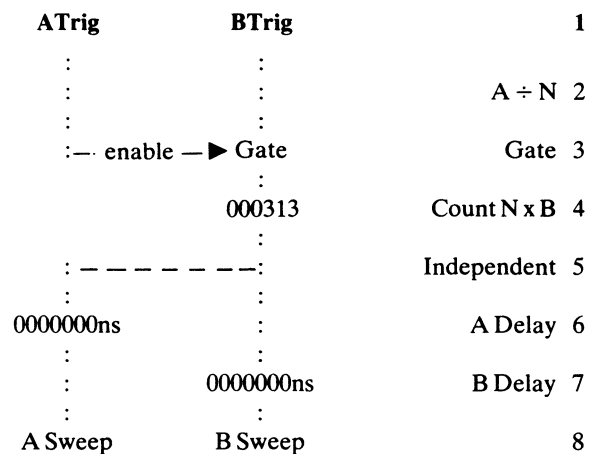 ATrig BTrig 1
A ÷ N 2
enable Gate Gate 3
000313 Count N x B 4
Independent 5
0000000ns A Delay 6
0000000ns B Delay 7
A Sweep B Sweep 8